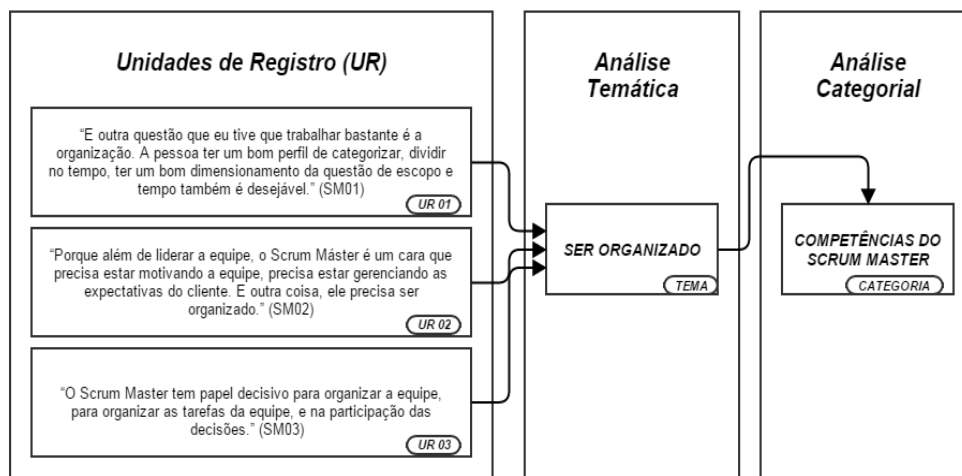 Unidades de Registro (UR)
“E outra questão que eu tive que trabalhar bastante é a
organização. A pessoa ter um bom perfil de categorizar, dividir
no tempo, ter um bom dimensionamento da questão de escopo e
tempo também é desejável.” (SM01)
UR 01
“Porque além de liderar a equipe, o Scrum Máster é um cara que
precisa estar motivando a equipe, precisa estar gerenciando as
expectativas do cliente. E outra coisa, ele precisa ser
organizado.” (SM02)
UR 02
“O Scrum Master tem papel decisivo para organizar a equipe,
para organizar as tarefas da equipe, e na participação das
decisões.” (SM03)
UR 03
Análise
Temática
SER ORGANIZADO
TEMA
Análise
Categorial
COMPETÊNCIAS DO
SCRUM MASTER
CATEGORIA